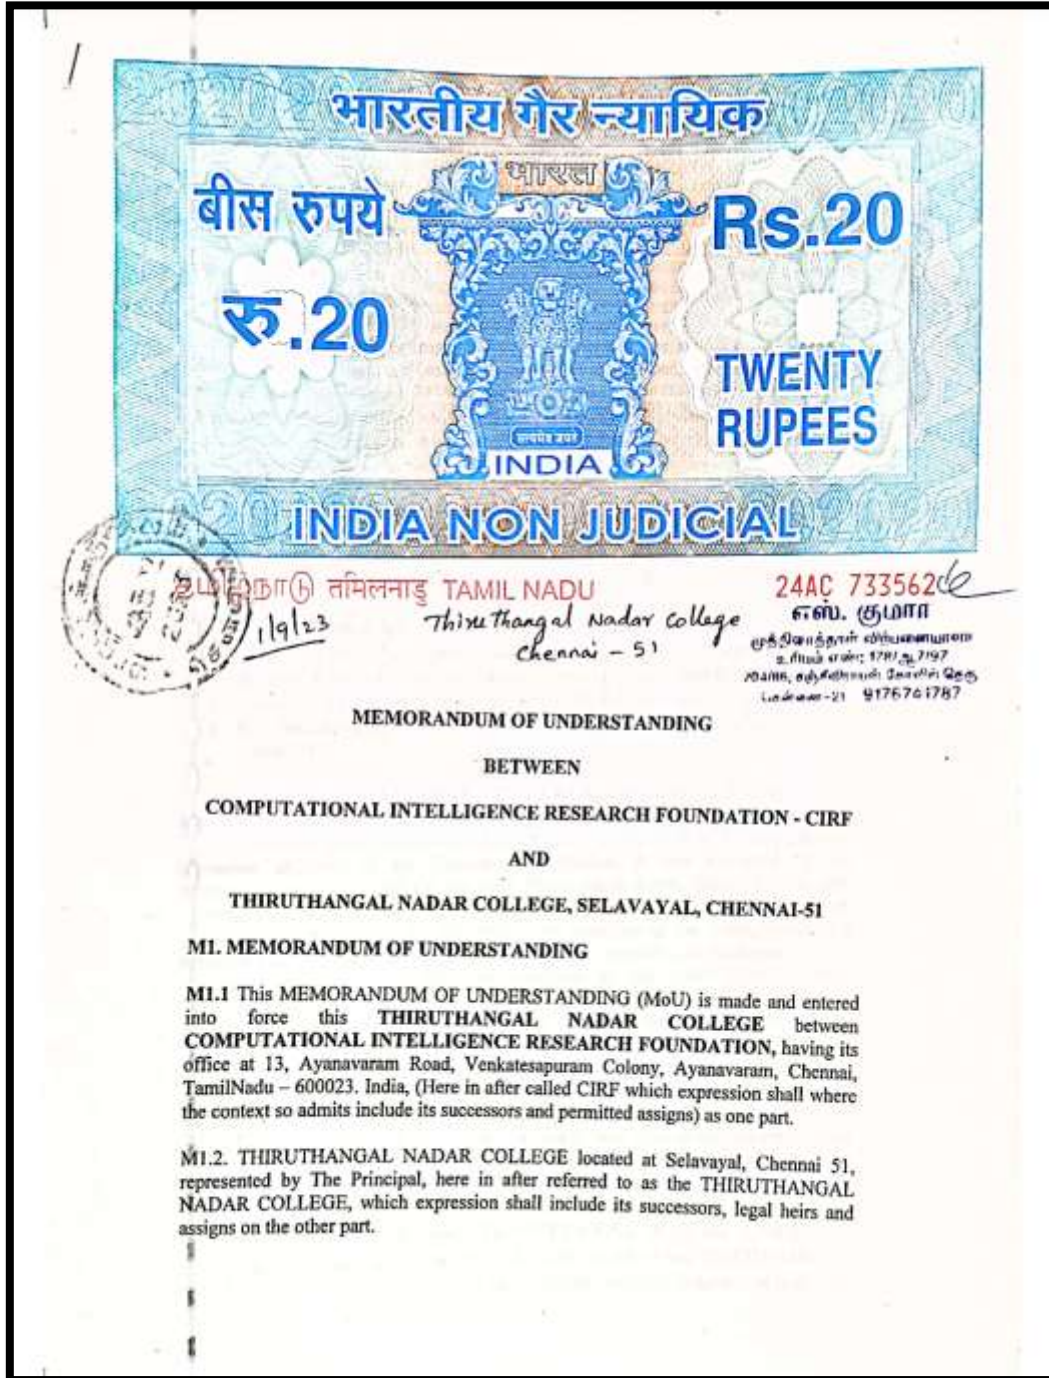 भारतीय गैर न्यायिक
भारत
बीस रुपये
Rs.20
रु.20
TWENTY
RUPEES
सत्यमेव जयते
INDIA
INDIA NON JUDICIAL
தமிழ்நாடு तमिलनाडु TAMIL NADU
24AC 733562
1/9/23
Thiruthangal Nadar College
Chennai - 51
எஸ். குமார்
9176761787
MEMORANDUM OF UNDERSTANDING
BETWEEN
COMPUTATIONAL INTELLIGENCE RESEARCH FOUNDATION - CIRF
AND
THIRUTHANGAL NADAR COLLEGE, SELAVAYAL, CHENNAI-51
M1. MEMORANDUM OF UNDERSTANDING
M1.1 This MEMORANDUM OF UNDERSTANDING (MoU) is made and entered
into force this THIRUTHANGAL NADAR COLLEGE between
COMPUTATIONAL INTELLIGENCE RESEARCH FOUNDATION, having its
office at 13, Ayanavaram Road, Venkatesapuram Colony, Ayanavaram, Chennai,
TamilNadu – 600023. India, (Here in after called CIRF which expression shall where
the context so admits include its successors and permitted assigns) as one part.
M1.2. THIRUTHANGAL NADAR COLLEGE located at Selavayal, Chennai 51,
represented by The Principal, here in after referred to as the THIRUTHANGAL
NADAR COLLEGE, which expression shall include its successors, legal heirs and
assigns on the other part.